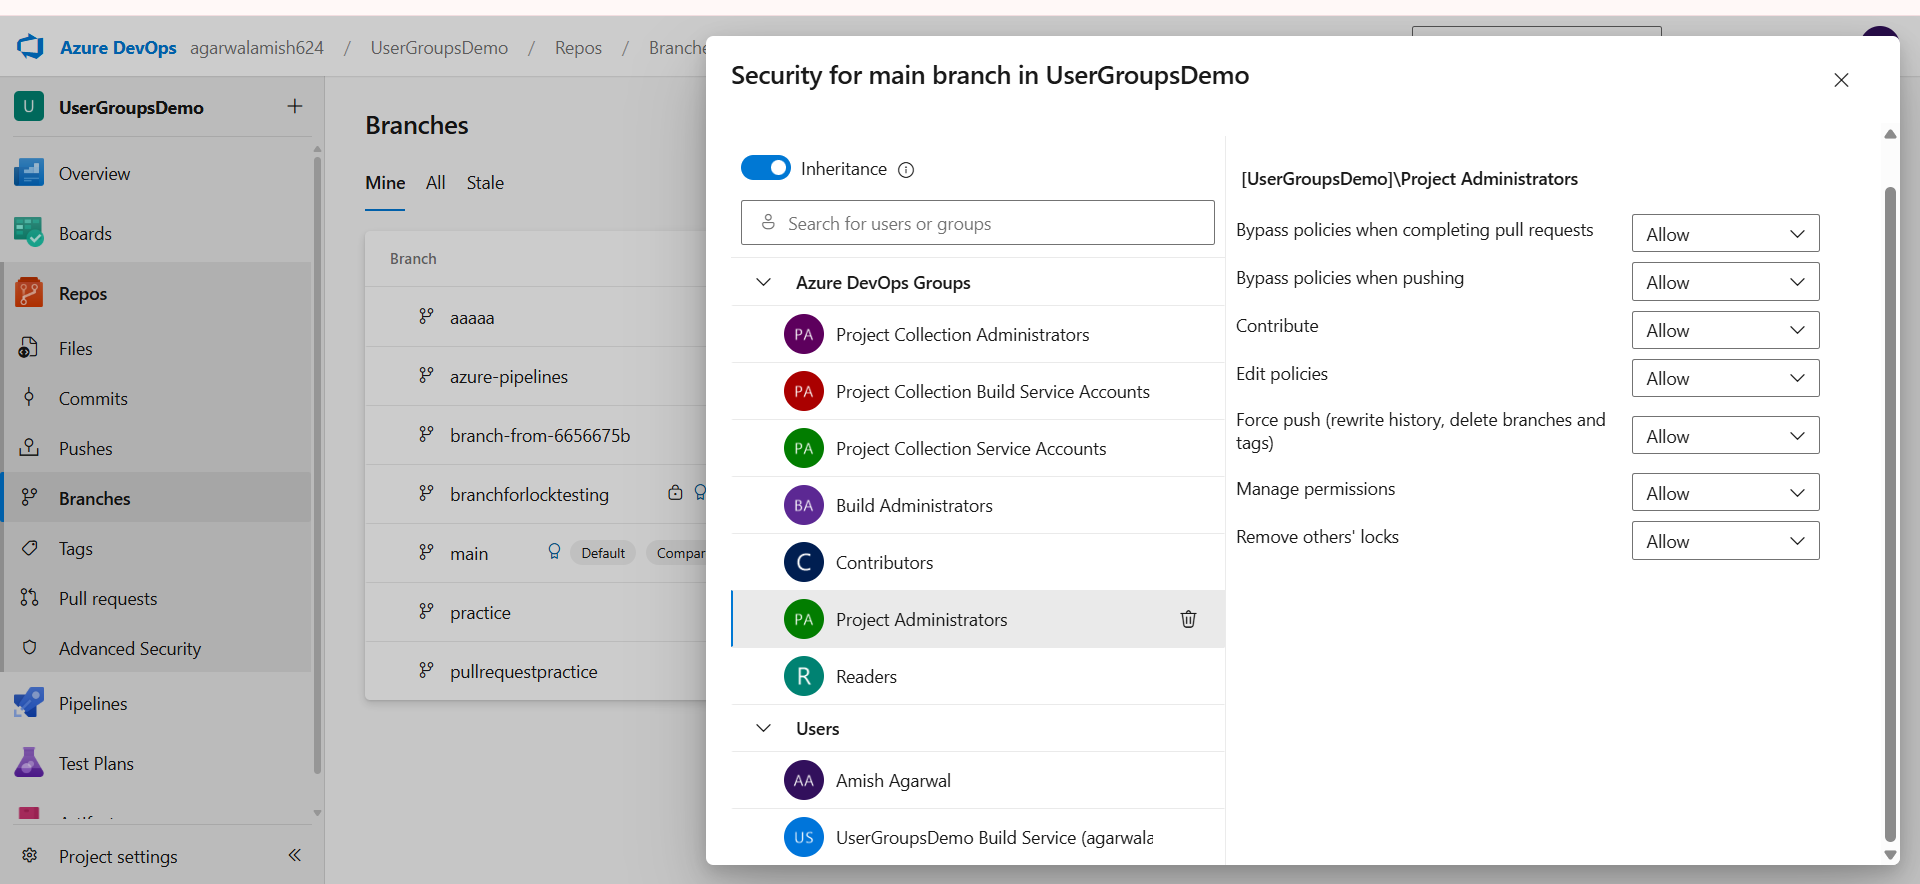 Azure DevOps agarwalamish624 / UserGroupsDemo / Repos / Branche
U UserGroupsDemo
Overview
Boards
Repos
Files
Commits
Pushes
Branches
Tags
Pull requests
Advanced Security
Pipelines
Test Plans
Project settings
Branches
Mine All Stale
Branch
aaaaa
azure-pipelines
branch-from-6656675b
branchforlocktesting
main Default Compar
practice
pullrequestpractice
Security for main branch in UserGroupsDemo
Inheritance
Search for users or groups
Azure DevOps Groups
PA Project Collection Administrators
PA Project Collection Build Service Accounts
PA Project Collection Service Accounts
BA Build Administrators
C Contributors
PA Project Administrators
R Readers
Users
AA Amish Agarwal
US UserGroupsDemo Build Service (agarwala
[UserGroupsDemo]\Project Administrators
Bypass policies when completing pull requests Allow
Bypass policies when pushing Allow
Contribute Allow
Edit policies Allow
Force push (rewrite history, delete branches and
tags) Allow
Manage permissions Allow
Remove others' locks Allow